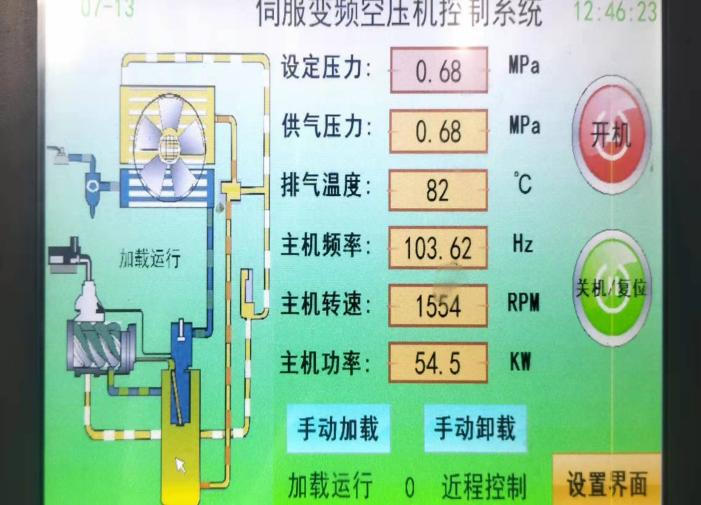 07-13
伺服变频空压机控制系统
12:46:23
设定压力: 0.68 MPa
供气压力: 0.68 MPa
排气温度: 82 ℃
主机频率: 103.62 Hz
主机转速: 1554 RPM
主机功率: 54.5 KW
开机
关机/复位
加载运行
手动加载 手动卸载
加载运行 0 近程控制 设置界面